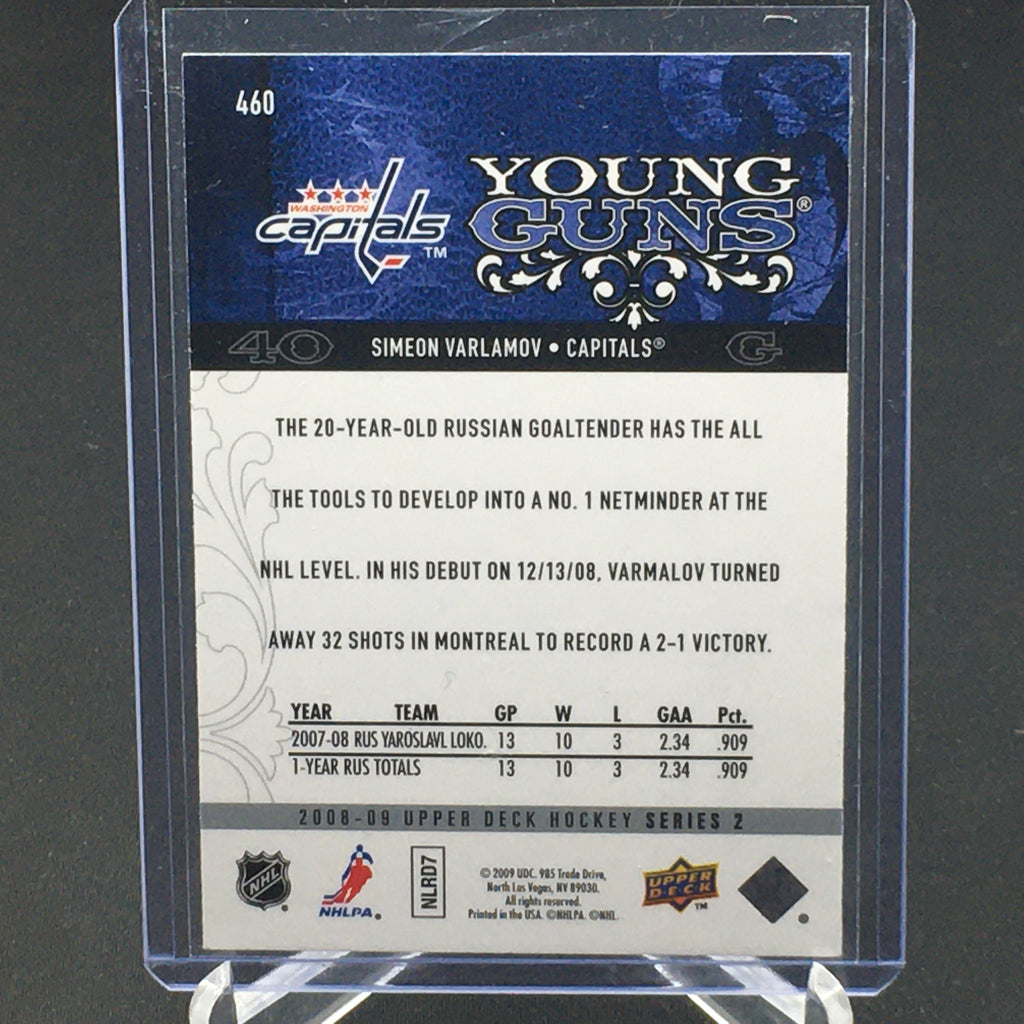 460
WASHINGTON
capitals™
YOUNG
GUNS®
40 SIMEON VARLAMOV • CAPITALS® G
THE 20-YEAR-OLD RUSSIAN GOALTENDER HAS THE ALL
THE TOOLS TO DEVELOP INTO A NO. 1 NETMINDER AT THE
NHL LEVEL. IN HIS DEBUT ON 12/13/08, VARMALOV TURNED
AWAY 32 SHOTS IN MONTREAL TO RECORD A 2-1 VICTORY.
YEAR TEAM GP W L GAA Pct.
2007-08 RUS YAROSLAVL LOKO. 13 10 3 2.34 .909
1-YEAR RUS TOTALS 13 10 3 2.34 .909
2008-09 UPPER DECK HOCKEY SERIES 2
NHL®
NHLPA®
NLRD7
© 2009 UDC. 985 Trade Drive,
North Las Vegas, NV 89030.
All rights reserved.
Printed in the USA. ©NHLPA. ©NHL.
UPPER
DECK™
®